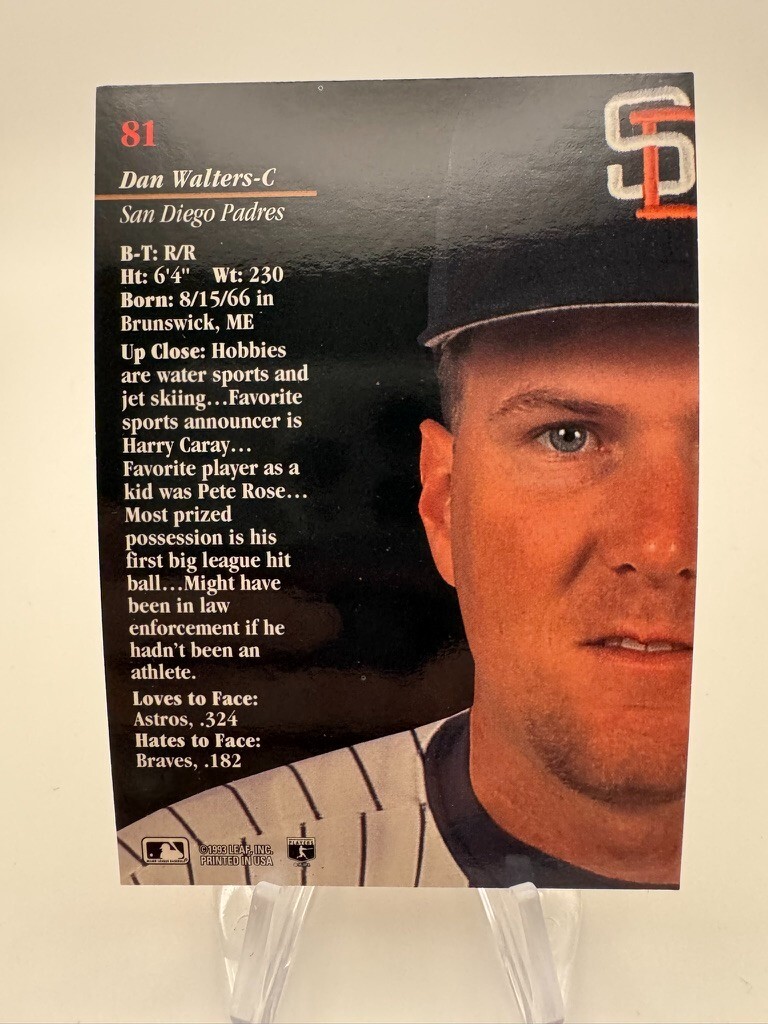 81
Dan Walters-C
San Diego Padres
B-T: R/R
Ht: 6'4" Wt: 230
Born: 8/15/66 in
Brunswick, ME
Up Close: Hobbies
are water sports and
jet skiing...Favorite
sports announcer is
Harry Caray...
Favorite player as a
kid was Pete Rose...
Most prized
possession is his
first big league hit
ball...Might have
been in law
enforcement if he
hadn't been an
athlete.
Loves to Face:
Astros, .324
Hates to Face:
Braves, .182
SD
©1993 LEAF, INC.
PRINTED IN USA
PLAYERS